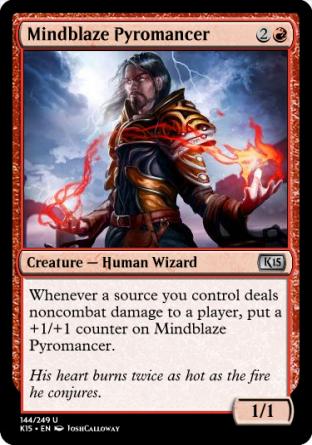 Mindblaze Pyromancer 2
Creature — Human Wizard K15
Whenever a source you control deals
noncombat damage to a player, put a
+1/+1 counter on Mindblaze
Pyromancer.
His heart burns twice as hot as the fire
he conjures.
1/1
144/249 U
K15 • EN JoshCalloway